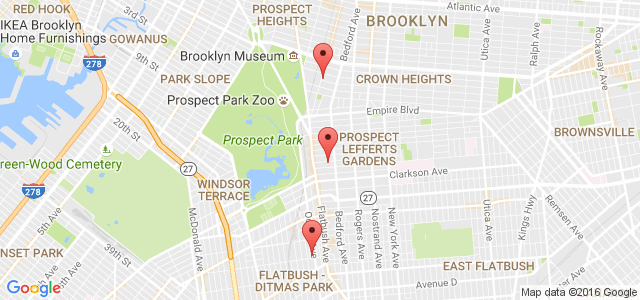 RED HOOK
IKEA Brooklyn
Home Furnishings
GOWANUS
278
9th St
PROSPECT
HEIGHTS
BROOKLYN
Atlantic Ave
Bedford Ave
Utica Ave
Ralph Ave
Rockaway Ave
Brooklyn Museum
PARK SLOPE
CROWN HEIGHTS
Prospect Park Zoo
Empire Blvd
20th St
Prospect Park
PROSPECT
LEFFERTS
GARDENS
BROWNSVILLE
een-Wood Cemetery
27
278
WINDSOR
TERRACE
Clarkson Ave
27
5th Ave
39th St
McDonald Ave
Flatbush Ave
Bedford Ave
Rogers Ave
Nostrand Ave
New York Ave
Utica Ave
Kings Hwy
Remsen Ave
NSET PARK
FLATBUSH -
DITMAS PARK
EAST FLATBUSH
Avenue D
Google
Map data ©2016 Google